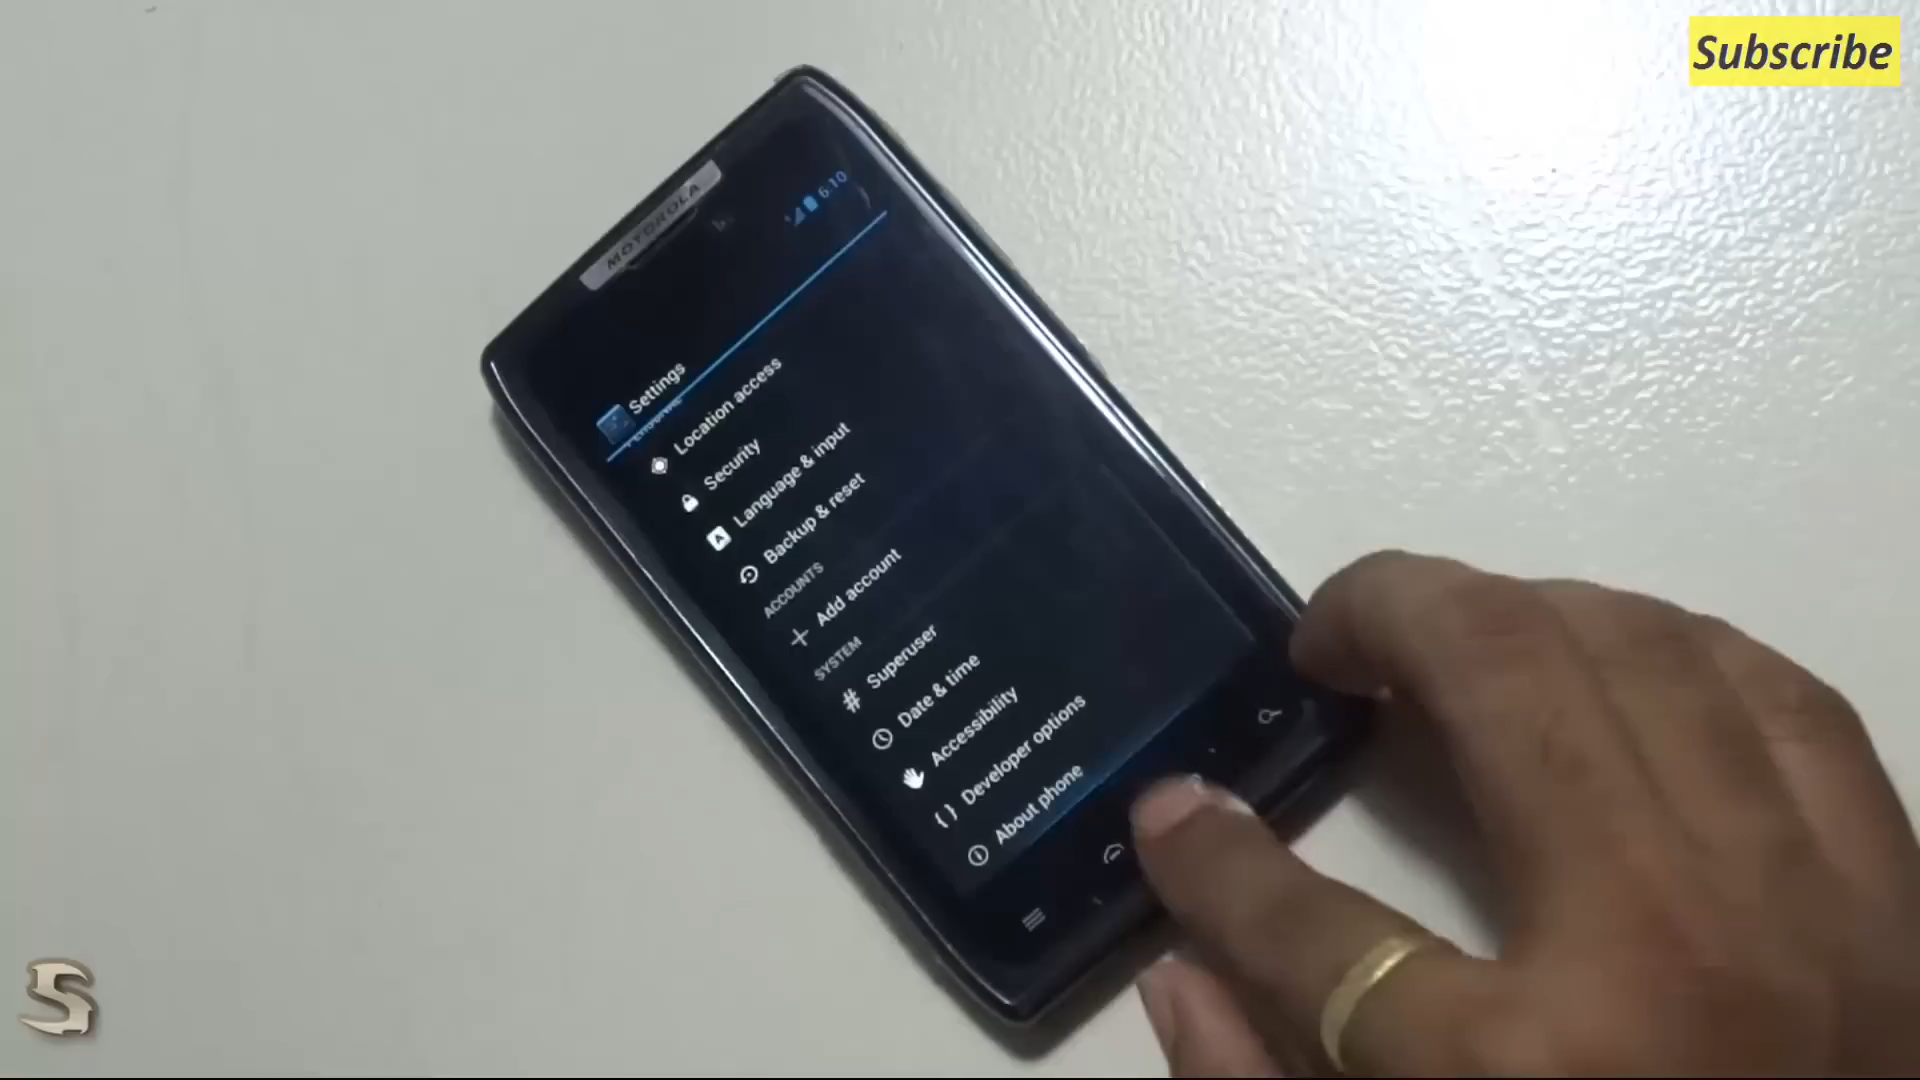 Subscribe
MOTOROLA
6:10
Settings
Location access
Security
Language & input
Backup & reset
ACCOUNTS
Add account
SYSTEM
# Superuser
Date & time
Accessibility
{ } Developer options
About phone
S